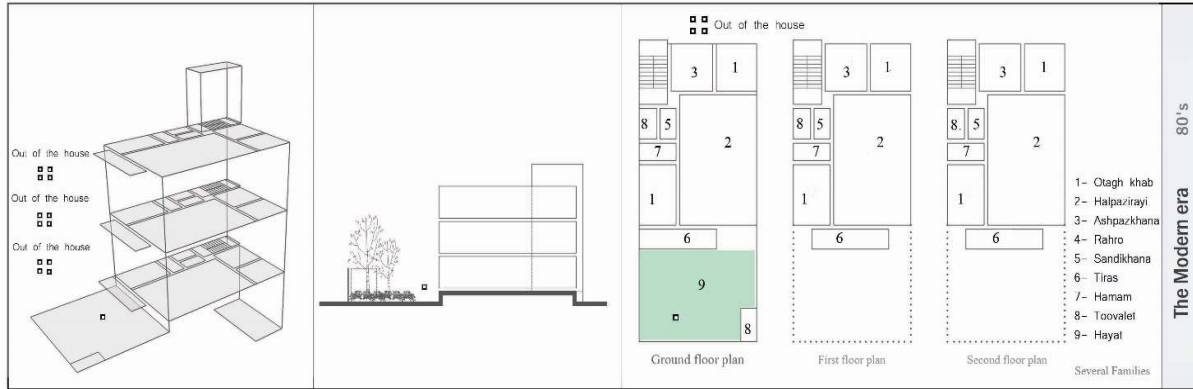 Out of the house
Out of the house
Out of the house
Out of the house
3
1
8
5
2
7
1
6
9
8
Ground floor plan
3
1
8
5
2
7
1
6
First floor plan
3
1
8
5
2
7
1
6
Second floor plan
1- Otagh khab
2- Halpazirayi
3- Ashpazkhana
4- Rahro
5- Sandikhana
6- Tiras
7- Hamam
8- Toovalet
9- Hayat
Several Families
80's
The Modern era